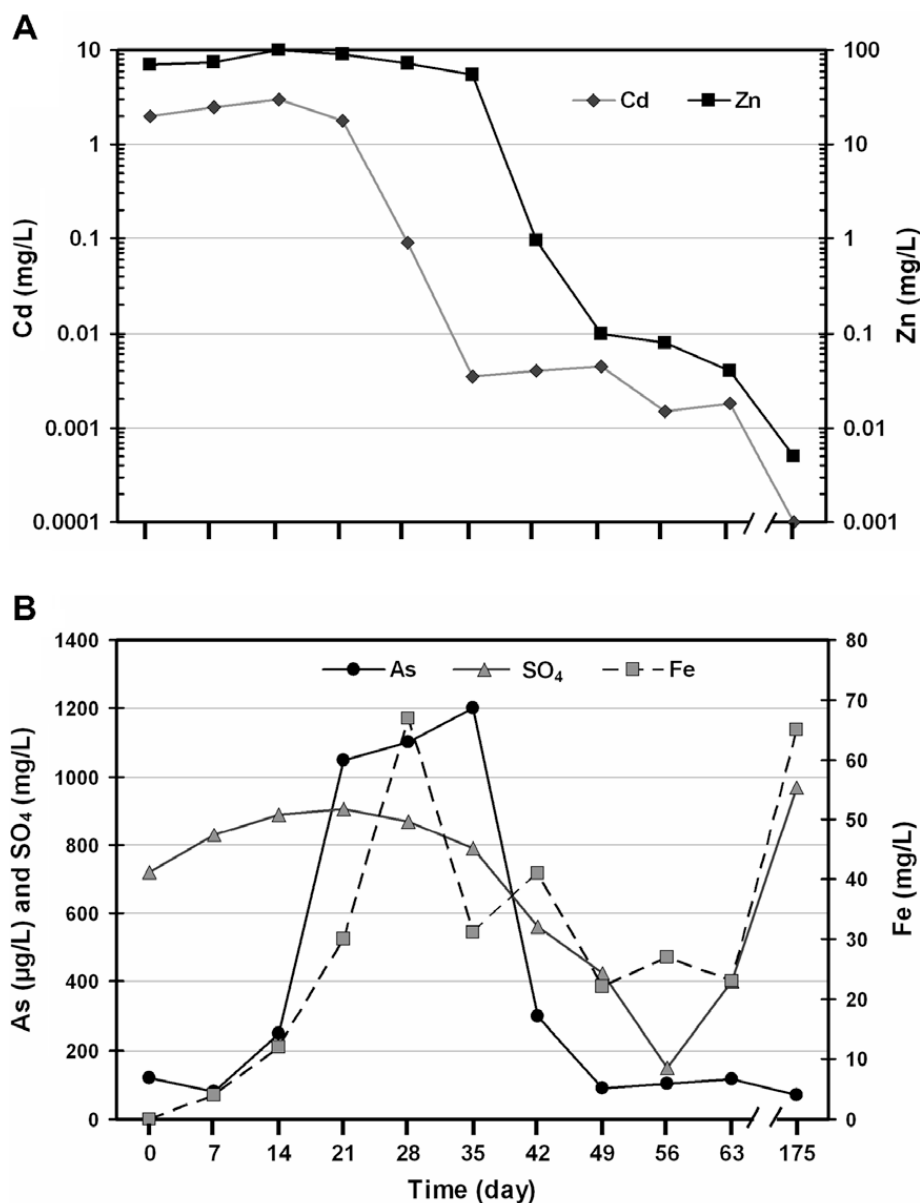 A
Cd (mg/L)
10
1
0.1
0.01
0.001
0.0001
Cd
Zn
100
10
1
0.1
0.01
0.001
Zn (mg/L)
B
As (µg/L) and SO₄ (mg/L)
1400
1200
1000
800
600
400
200
0
As
SO₄
Fe
80
70
60
50
40
30
20
10
0
Fe (mg/L)
0 7 14 21 28 35 42 49 56 63 175
Time (day)